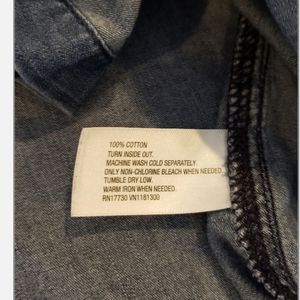 100% COTTON
TURN INSIDE OUT.
MACHINE WASH COLD SEPARATELY.
ONLY NON-CHLORINE BLEACH WHEN NEEDED.
TUMBLE DRY LOW.
WARM IRON WHEN NEEDED.
RN17730 VN1181300